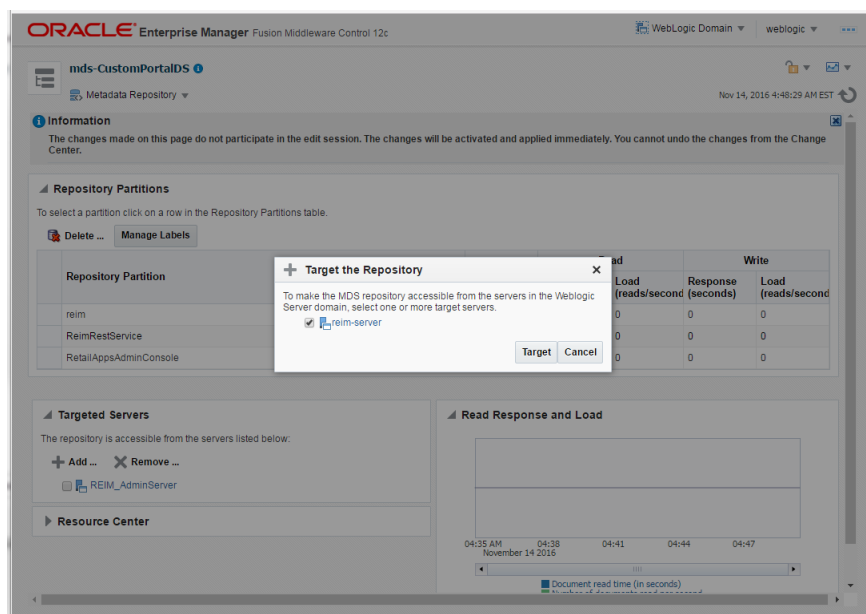 ORACLE Enterprise Manager Fusion Middleware Control 12c
WebLogic Domain
weblogic
mds-CustomPortalDS
Metadata Repository
Nov 14, 2016 4:48:29 AM EST
Information
The changes made on this page do not participate in the edit session. The changes will be activated and applied immediately. You cannot undo the changes from the Change
Center.
Repository Partitions
To select a partition click on a row in the Repository Partitions table.
Delete ...
Manage Labels
Write
Repository Partition
Load
(reads/second
Response
(seconds)
Load
(reads/second
reim
0 0 0
ReimRestService
0 0 0
RetailAppsAdminConsole
0 0 0
Target the Repository
To make the MDS repository accessible from the servers in the Weblogic
Server domain, select one or more target servers.
reim-server
Target
Cancel
Targeted Servers
The repository is accessible from the servers listed below:
Add ...
Remove ...
REIM_AdminServer
Resource Center
Read Response and Load
04:35 AM 04:38 04:41 04:44 04:47
November 14 2016
Document read time (in seconds)